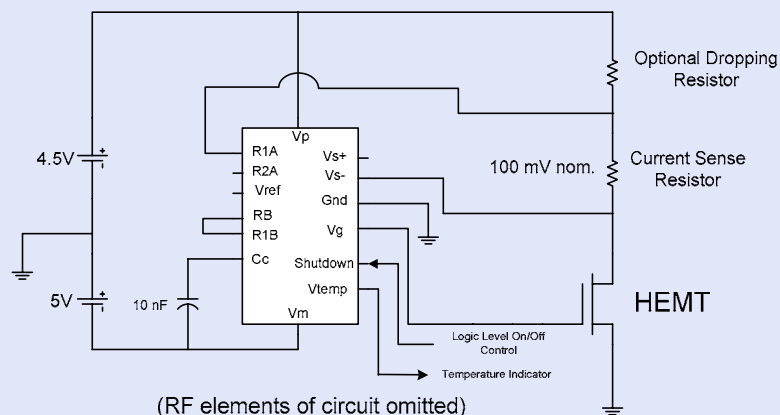 Optional Dropping
Resistor
Vp
4.5V
R1A
Vs+
R2A
Vs-
100 mV nom.
Current Sense
Resistor
Vref
Gnd
RB
Vg
R1B
Cc
Shutdown
5V
10 nF
Vtemp
HEMT
Vm
Logic Level On/Off
Control
Temperature Indicator
(RF elements of circuit omitted)